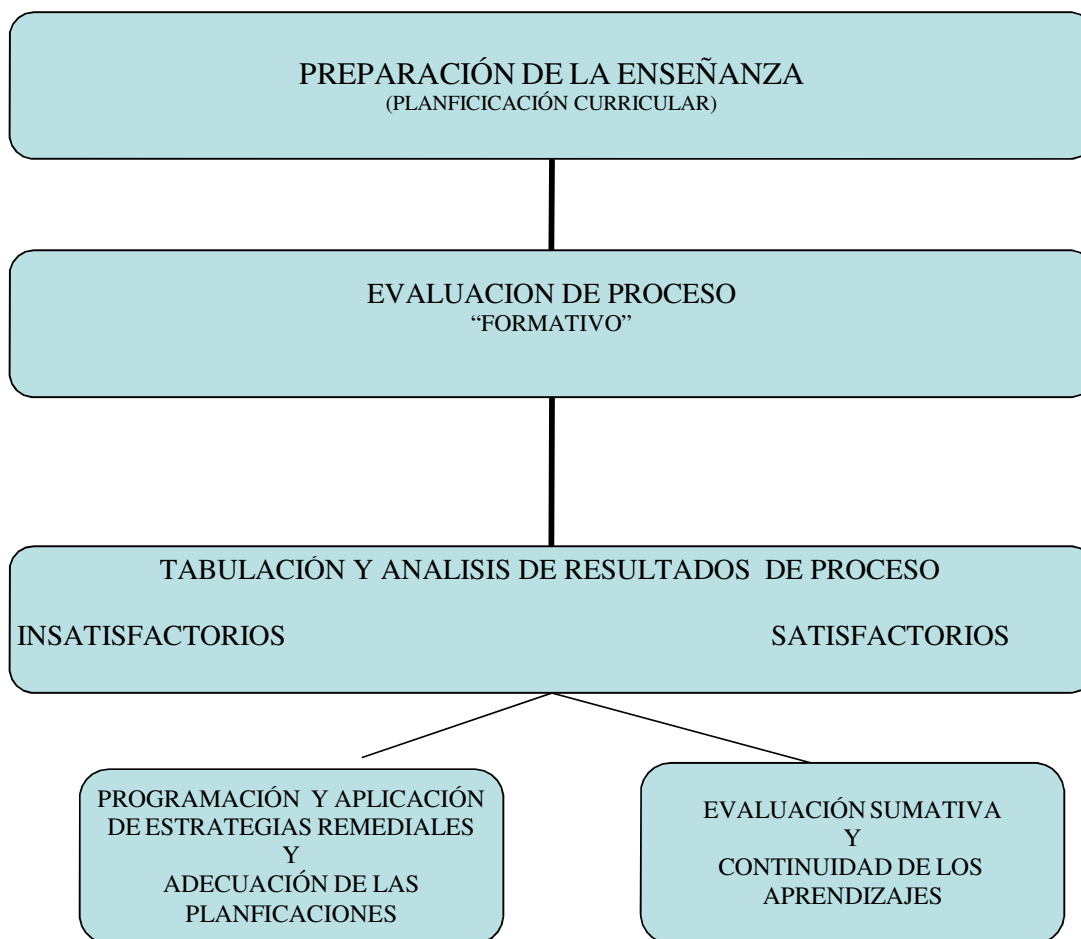 PREPARACIÓN DE LA ENSEÑANZA
(PLANFICICACIÓN CURRICULAR)
EVALUACION DE PROCESO
“FORMATIVO”
TABULACIÓN Y ANALISIS DE RESULTADOS DE PROCESO
INSATISFACTORIOS SATISFACTORIOS
PROGRAMACIÓN Y APLICACIÓN
DE ESTRATEGIAS REMEDIALES
Y
ADECUACIÓN DE LAS
PLANFICACIONES
EVALUACIÓN SUMATIVA
Y
CONTINUIDAD DE LOS
APRENDIZAJES